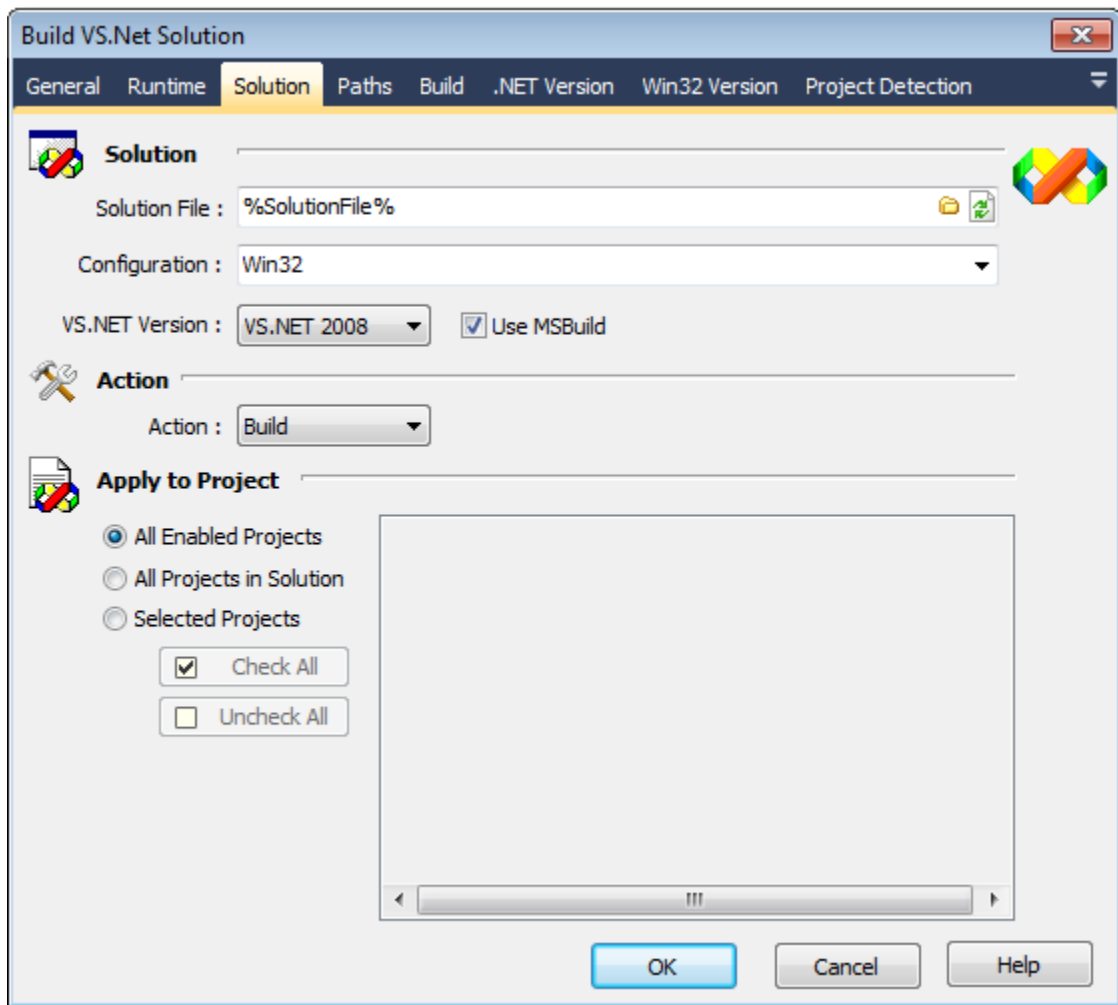 Build VS.Net Solution
General Runtime Solution Paths Build .NET Version Win32 Version Project Detection
Solution
Solution File : %SolutionFile%
Configuration : Win32
VS.NET Version : VS.NET 2008 Use MSBuild
Action
Action : Build
Apply to Project
All Enabled Projects
All Projects in Solution
Selected Projects
Check All
Uncheck All
OK Cancel Help